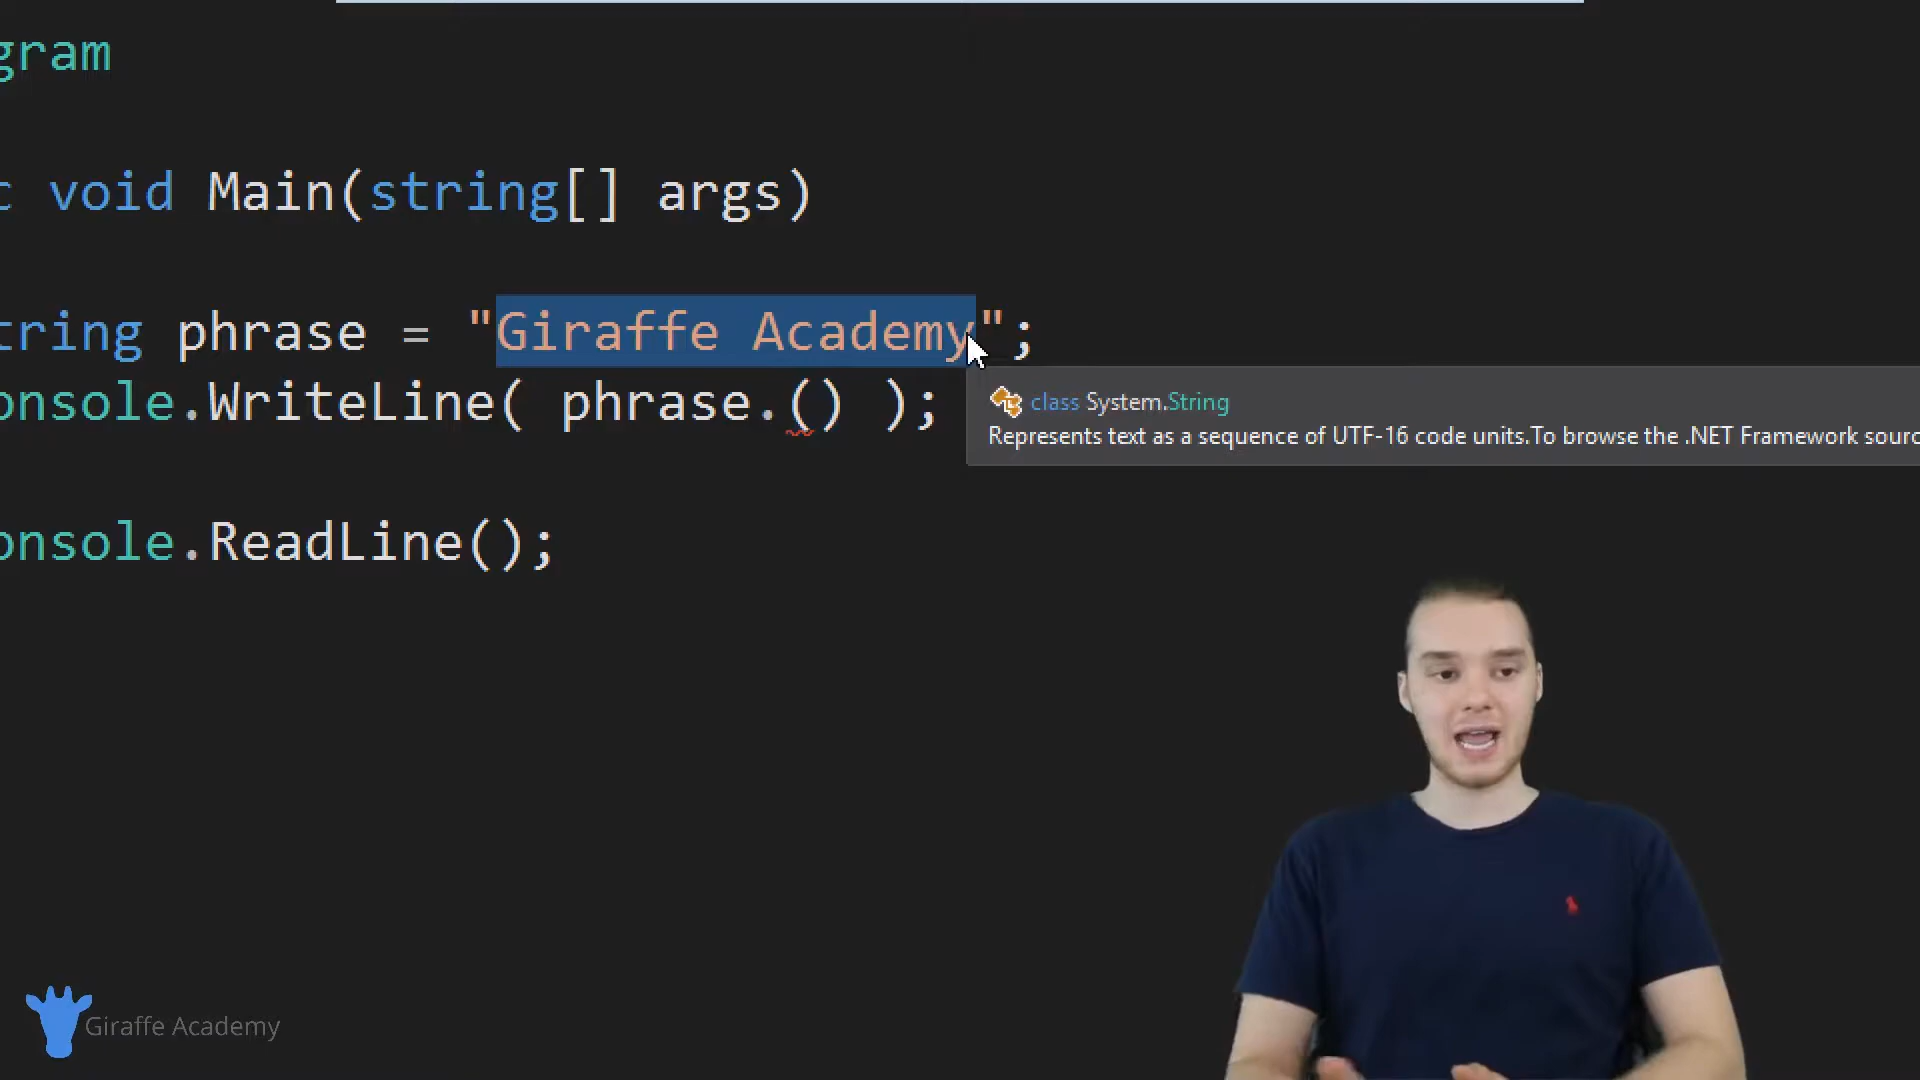 gram
c void Main(string[] args)
tring phrase = "Giraffe Academy";
onsole.WriteLine( phrase.() );
class System.String
Represents text as a sequence of UTF-16 code units.To browse the .NET Framework sourc
onsole.ReadLine();
Giraffe Academy